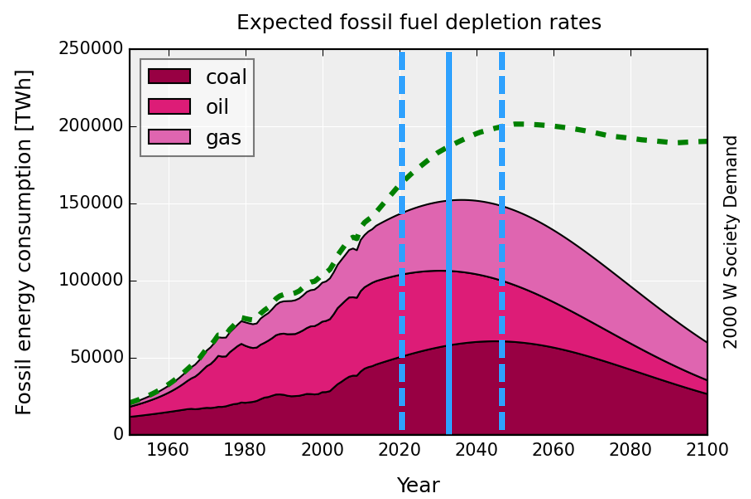 Expected fossil fuel depletion rates
Fossil energy consumption [TWh]
250000
200000
150000
100000
50000
0
coal
oil
gas
1960 1980 2000 2020 2040 2060 2080 2100
Year
2000 W Society Demand